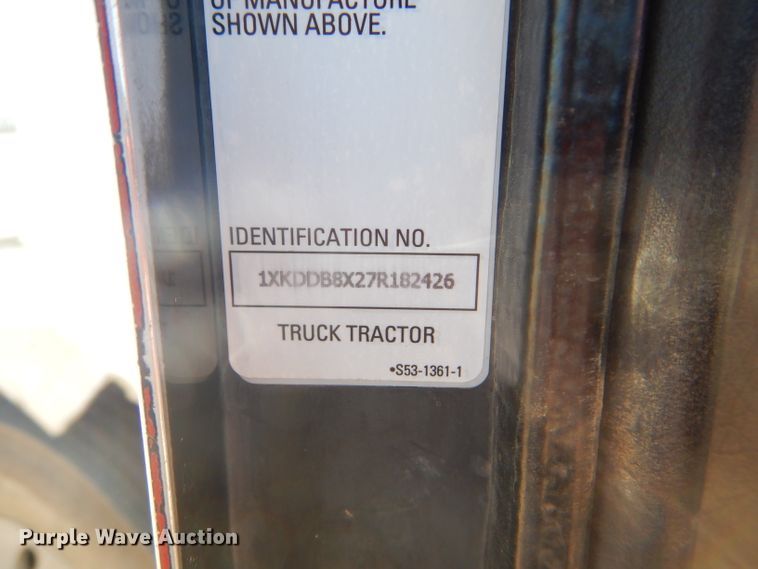 OF MANUFACTURE
SHOWN ABOVE.
IDENTIFICATION NO.
1XKDDB8X27R182426
TRUCK TRACTOR
•S53-1361-1
Purple Wave Auction